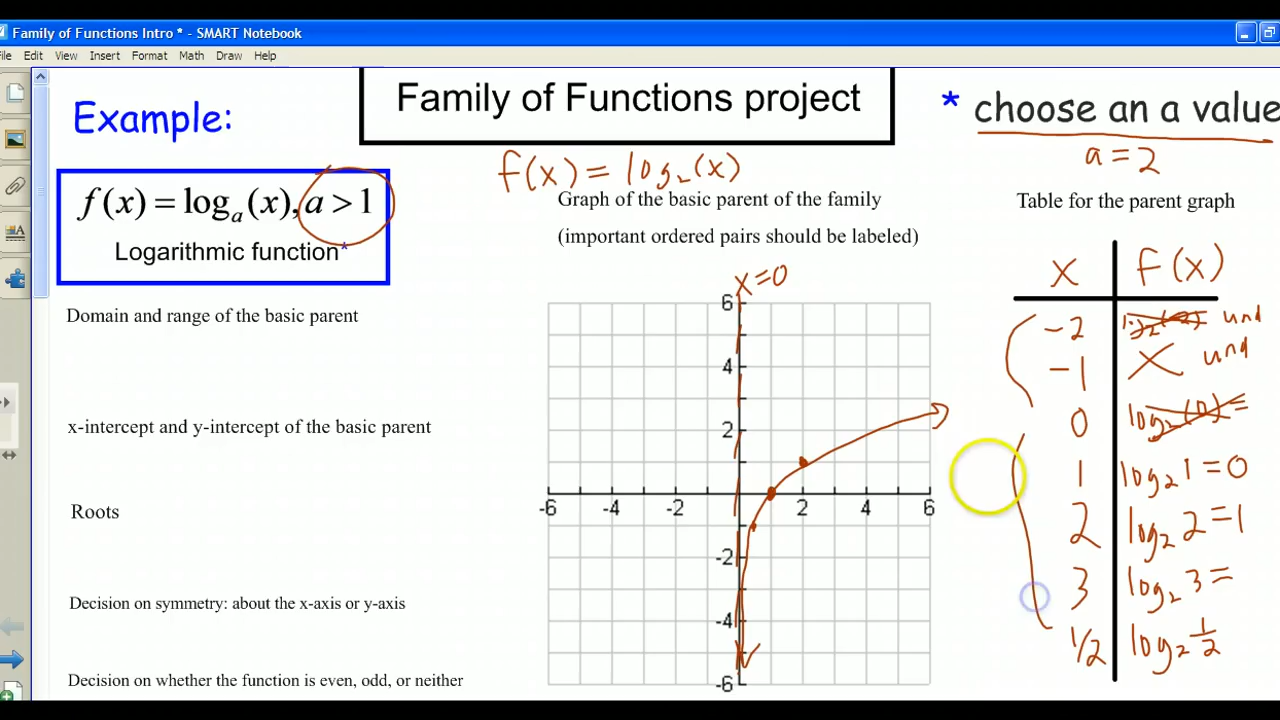 Family of Functions Intro * - SMART Notebook
File Edit View Insert Format Math Draw Help
Example:
Family of Functions project
* choose an a value
a = 2
f(x) = log₂(x)
f(x) = logₐ(x), a > 1
Logarithmic function*
Graph of the basic parent of the family
(important ordered pairs should be labeled)
Table for the parent graph
Domain and range of the basic parent
x-intercept and y-intercept of the basic parent
Roots
Decision on symmetry: about the x-axis or y-axis
Decision on whether the function is even, odd, or neither
x=0
6
4
2
-6 -4 -2 2 4 6
-2
-4
-6
x f(x)
-2 und
-1 X und
0 log₂(0)=
1 log₂1=0
2 log₂2=1
3 log₂3=
1/2 log₂ 1/2